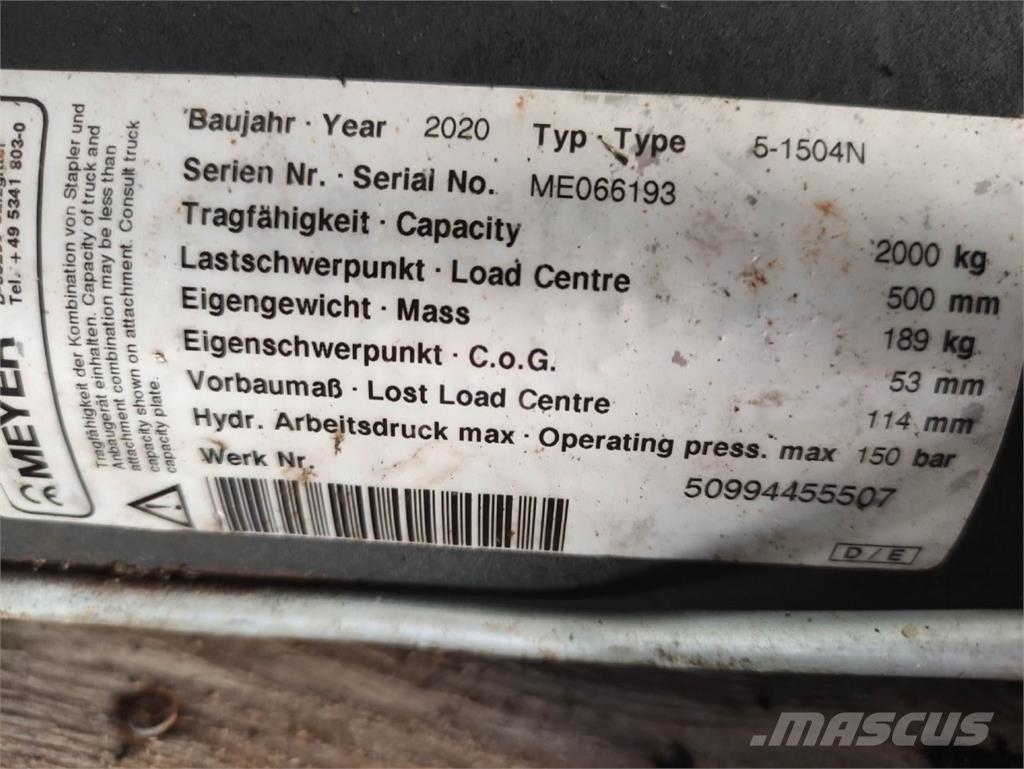 Baujahr · Year 2020 Typ · Type 5-1504N
Serien Nr. · Serial No. ME066193
Tragfähigkeit · Capacity 2000 kg
Lastschwerpunkt · Load Centre 500 mm
Eigengewicht · Mass 189 kg
Eigenschwerpunkt · C.o.G. 53 mm
Vorbaumaß · Lost Load Centre 114 mm
Hydr. Arbeitsdruck max · Operating press. max 150 bar
Werk Nr. 50994455507
D / E
MEYER
Tel. + 49 5341 803-0
Tragfähigkeit der Kombination von Stapler und
Anbaugerät einhalten. Capacity of truck and
attachment combination may be less than
capacity shown on attachment. Consult truck
capacity plate.
MASCUS